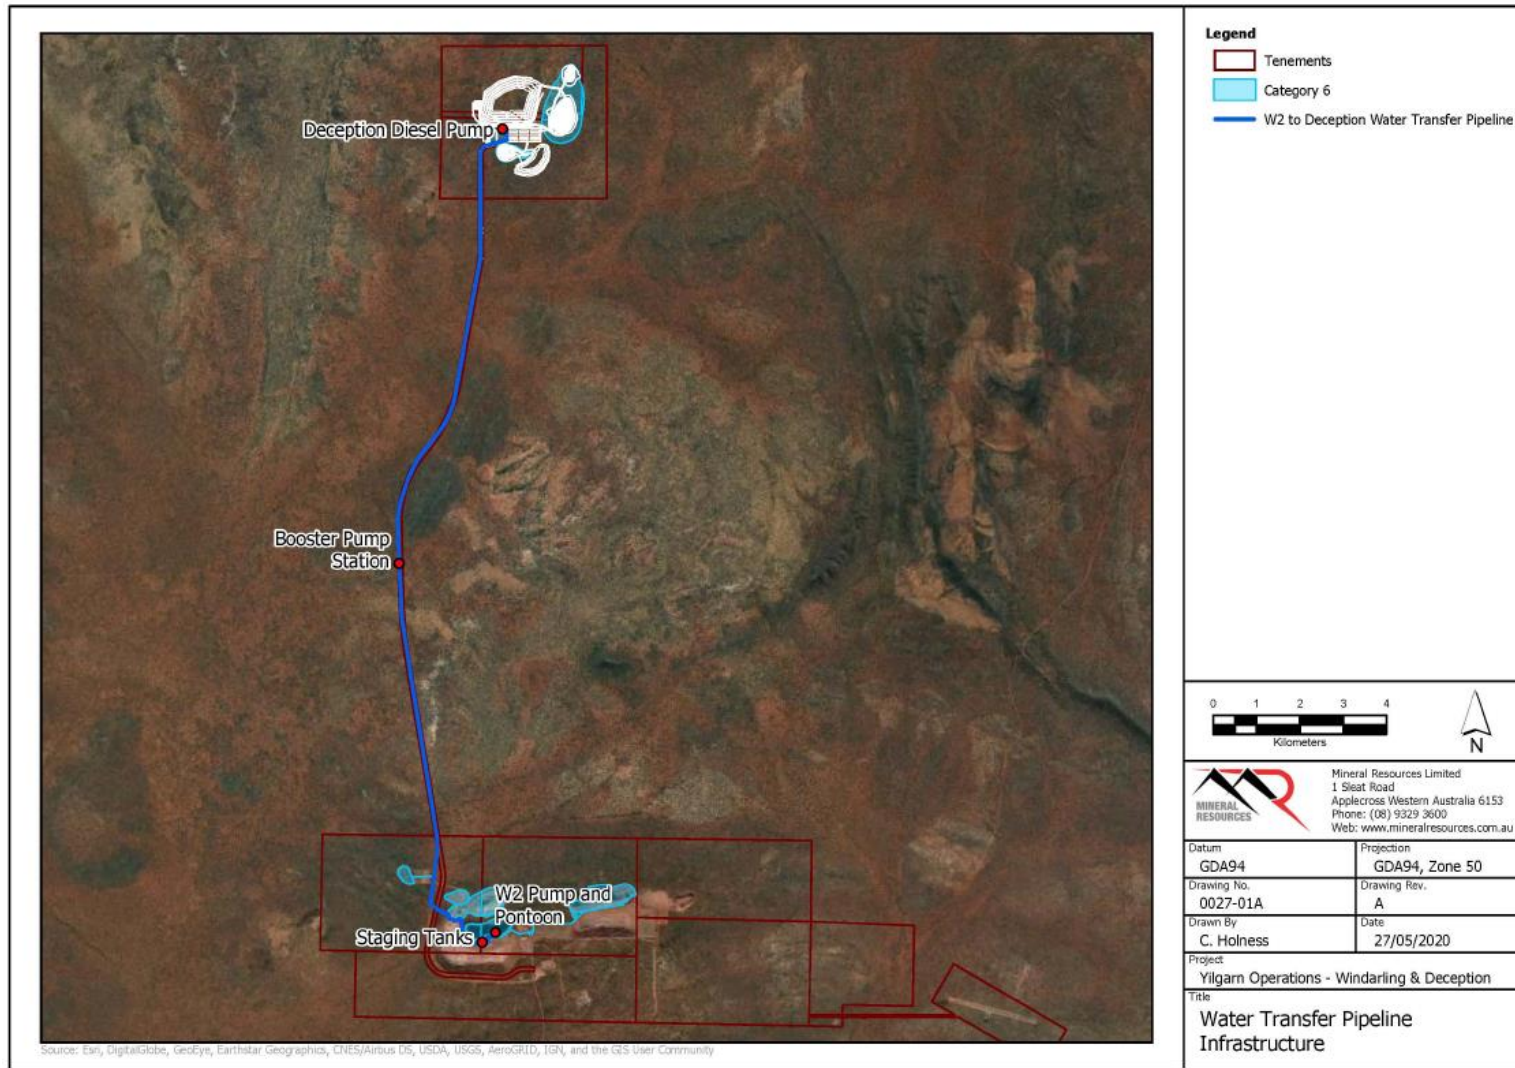 Deception Diesel Pump
Booster Pump
Station
W2 Pump and
Pontoon
Staging Tanks
Source: Esri, DigitalGlobe, GeoEye, Earthstar Geographics, CNES/Airbus DS, USDA, USGS, AeroGRID, IGN, and the GIS User Community
Legend
Tenements
Category 6
W2 to Deception Water Transfer Pipeline
0 1 2 3 4
Kilometers
N
MINERAL
RESOURCES
Mineral Resources Limited
1 Sleat Road
Applecross Western Australia 6153
Phone: (08) 9329 3600
Web: www.mineralresources.com.au
Datum
GDA94
Projection
GDA94, Zone 50
Drawing No.
0027-01A
Drawing Rev.
A
Drawn By
C. Holness
Date
27/05/2020
Project
Yilgarn Operations - Windarling & Deception
Title
Water Transfer Pipeline
Infrastructure